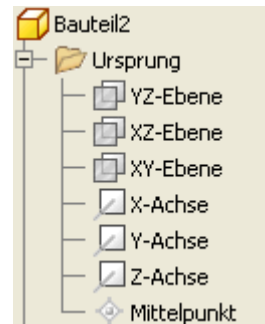 Bauteil2
Ursprung
YZ-Ebene
XZ-Ebene
XY-Ebene
X-Achse
Y-Achse
Z-Achse
Mittelpunkt